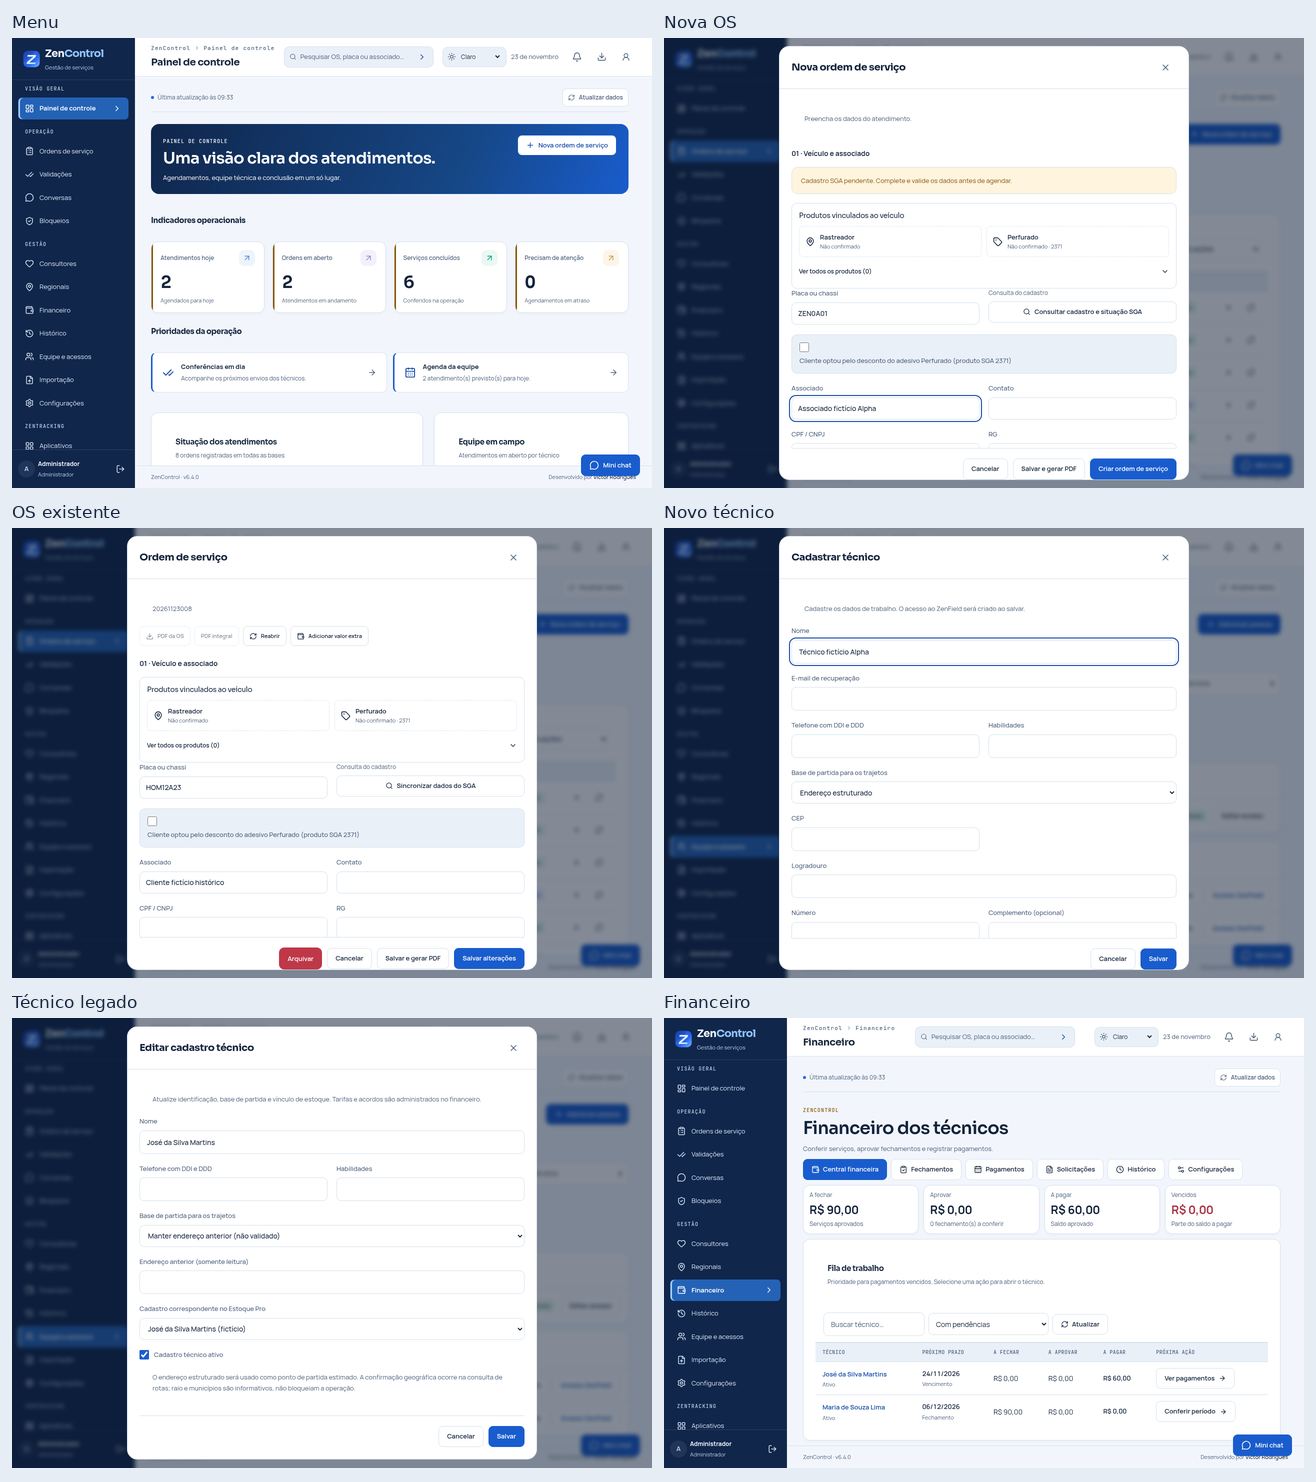 Menu
ZenControl
Gestão de serviços
VISÃO GERAL
Painel de controle
OPERAÇÃO
Ordens de serviço
Validações
Conversas
Bloqueios
GESTÃO
Consultores
Regionais
Financeiro
Histórico
Equipe e acessos
Importação
Configurações
ZENTRACKING
Aplicativos
A
Administrador
Administrador
ZenControl › Painel de controle
Painel de controle
Pesquisar OS, placa ou associado...
Claro
23 de novembro
Última atualização às 09:33
Atualizar dados
PAINEL DE CONTROLE
Uma visão clara dos atendimentos.
Agendamentos, equipe técnica e conclusão em um só lugar.
Nova ordem de serviço
Indicadores operacionais
Atendimentos hoje
2
Agendados para hoje
Ordens em aberto
2
Atendimentos em andamento
Serviços concluídos
6
Conferidos na operação
Precisam de atenção
0
Agendamentos em atraso
Prioridades da operação
Conferências em dia
Acompanhe os próximos envios dos técnicos.
Agenda da equipe
2 atendimento(s) previsto(s) para hoje.
Situação dos atendimentos
8 ordens registradas em todas as bases
Equipe em campo
Atendimentos em aberto por técnico
Mini chat
ZenControl · v6.4.0
Desenvolvido por Victor Rodrigues
Nova OS
Nova ordem de serviço
Preencha os dados do atendimento.
01 · Veículo e associado
Cadastro SGA pendente. Complete e valide os dados antes de agendar.
Produtos vinculados ao veículo
Rastreador
Não confirmado
Perfurado
Não confirmado · 2371
Ver todos os produtos (0)
Placa ou chassi
Consulta do cadastro
ZEN0A01
Consultar cadastro e situação SGA
Cliente optou pelo desconto do adesivo Perfurado (produto SGA 2371)
Associado
Contato
Associado fictício Alpha
CPF / CNPJ
RG
Cancelar
Salvar e gerar PDF
Criar ordem de serviço
OS existente
Ordem de serviço
20261123008
PDF da OS
PDF integral
Reabrir
Adicionar valor extra
01 · Veículo e associado
Produtos vinculados ao veículo
Rastreador
Não confirmado
Perfurado
Não confirmado · 2371
Ver todos os produtos (0)
Placa ou chassi
Consulta do cadastro
HOM12A23
Sincronizar dados do SGA
Cliente optou pelo desconto do adesivo Perfurado (produto SGA 2371)
Associado
Contato
Cliente fictício histórico
CPF / CNPJ
RG
Arquivar
Cancelar
Salvar e gerar PDF
Salvar alterações
Novo técnico
Cadastrar técnico
Cadastre os dados de trabalho. O acesso ao ZenField será criado ao salvar.
Nome
Técnico fictício Alpha
E-mail de recuperação
Telefone com DDI e DDD
Habilidades
Base de partida para os trajetos
Endereço estruturado
CEP
Logradouro
Número
Complemento (opcional)
Cancelar
Salvar
Técnico legado
Editar cadastro técnico
Atualize identificação, base de partida e vínculo de estoque. Tarifas e acordos são administrados no financeiro.
Nome
José da Silva Martins
Telefone com DDI e DDD
Habilidades
Base de partida para os trajetos
Manter endereço anterior (não validado)
Endereço anterior (somente leitura)
Cadastro correspondente no Estoque Pro
José da Silva Martins (fictício)
Cadastro técnico ativo
O endereço estruturado será usado como ponto de partida estimado. A confirmação geográfica ocorre na consulta de
rotas; raio e municípios são informativos, não bloqueiam a operação.
Cancelar
Salvar
Financeiro
ZenControl
Gestão de serviços
VISÃO GERAL
Painel de controle
OPERAÇÃO
Ordens de serviço
Validações
Conversas
Bloqueios
GESTÃO
Consultores
Regionais
Financeiro
Histórico
Equipe e acessos
Importação
Configurações
ZENTRACKING
Aplicativos
A
Administrador
Administrador
ZenControl › Financeiro
Financeiro
Pesquisar OS, placa ou associado...
Claro
23 de novembro
Última atualização às 09:33
Atualizar dados
ZENCONTROL
Financeiro dos técnicos
Conferir serviços, aprovar fechamentos e registrar pagamentos.
Central financeira
Fechamentos
Pagamentos
Solicitações
Histórico
Configurações
A fechar
R$ 90,00
Serviços aprovados
Aprovar
R$ 0,00
0 fechamento(s) a conferir
A pagar
R$ 60,00
Saldo aprovado
Vencidos
R$ 0,00
Parte do saldo a pagar
Fila de trabalho
Prioridade para pagamentos vencidos. Selecione uma ação para abrir o técnico.
Buscar técnico...
Com pendências
Atualizar
TÉCNICO PRÓXIMO PRAZO A FECHAR A APROVAR A PAGAR PRÓXIMA AÇÃO
José da Silva Martins
Ativo
24/11/2026
Vencimento
R$ 0,00
R$ 0,00
R$ 60,00
Ver pagamentos
Maria de Souza Lima
Ativo
06/12/2026
Fechamento
R$ 90,00
R$ 0,00
R$ 0,00
Conferir período
Mini chat
ZenControl · v6.4.0
Desenvolvido por Victor Rodrigues